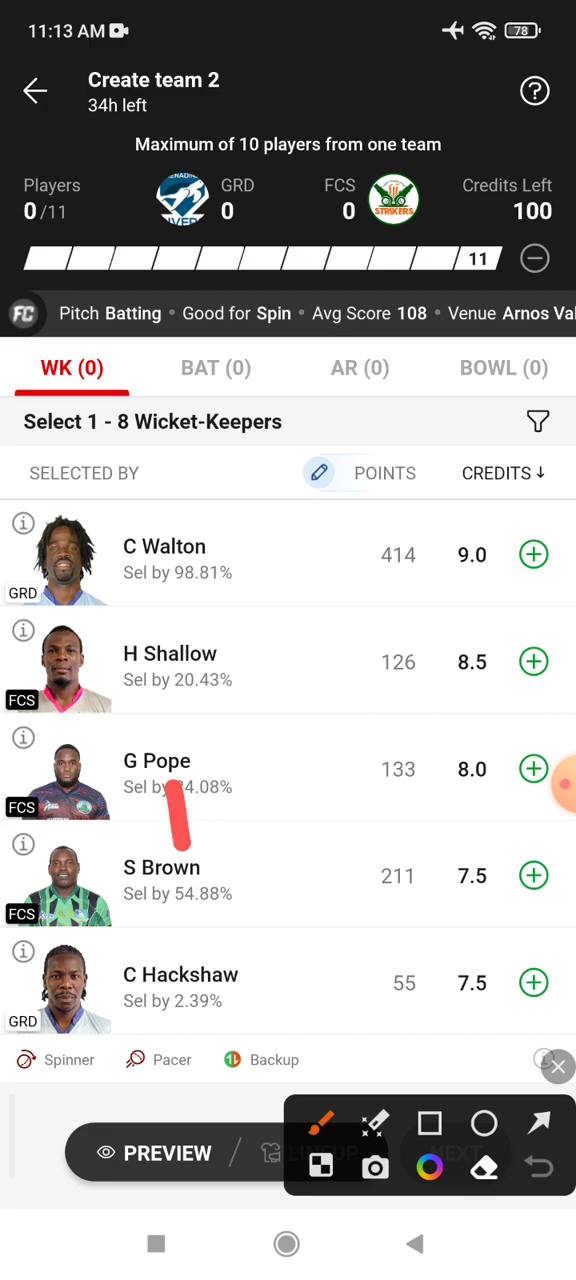 11:13 AM
78
Create team 2
34h left
Maximum of 10 players from one team
Players
0/11
GRD
0
FCS
0
STRIKERS
Credits Left
100
11
FC Pitch Batting • Good for Spin • Avg Score 108 • Venue Arnos Va
WK (0) BAT (0) AR (0) BOWL (0)
Select 1 - 8 Wicket-Keepers
SELECTED BY POINTS CREDITS↓
C Walton
Sel by 98.81%
GRD
414 9.0
H Shallow
Sel by 20.43%
FCS
126 8.5
G Pope
Sel by 4.08%
FCS
133 8.0
S Brown
Sel by 54.88%
FCS
211 7.5
C Hackshaw
Sel by 2.39%
GRD
55 7.5
Spinner Pacer Backup
PREVIEW / LINEUP NEXT